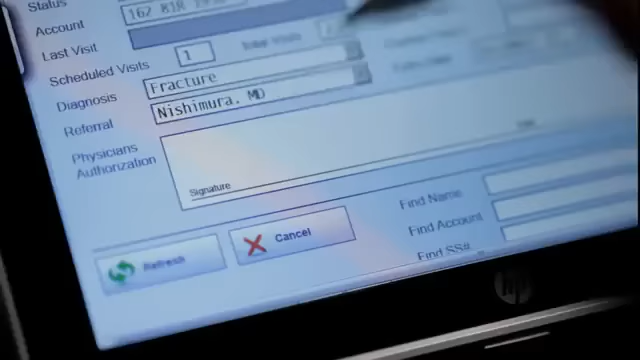 Status
Account
Last Visit
Scheduled Visits 1
Diagnosis Fracture
Referral Nishimura. MD
Physicians
Authorization
Signature
Refresh
Cancel
Find Name
Find Account
Find SS#
hp